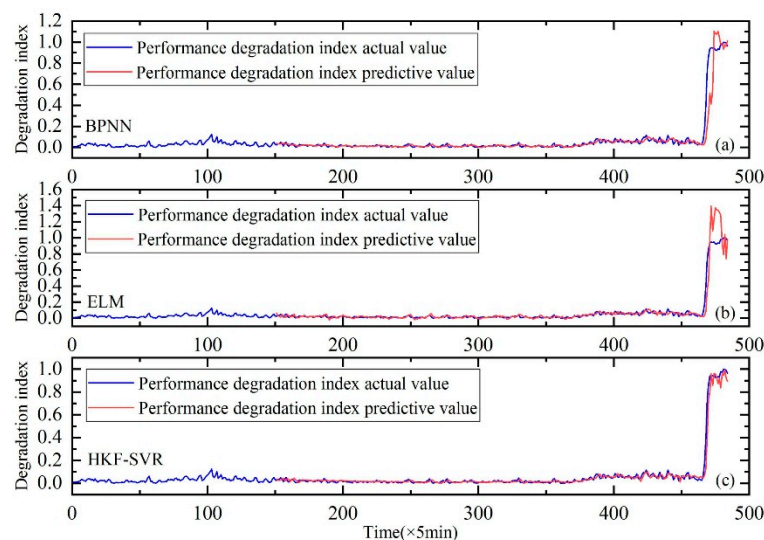 1.2
1.0
0.8
0.6
0.4
0.2
0.0
Degradation index
Performance degradation index actual value
Performance degradation index predictive value
BPNN
(a)
0 100 200 300 400 500
1.6
1.4
1.2
1.0
0.8
0.6
0.4
0.2
0.0
Degradation index
Performance degradation index actual value
Performance degradation index predictive value
ELM
(b)
0 100 200 300 400 500
1.0
0.8
0.6
0.4
0.2
0.0
Degradation index
Performance degradation index actual value
Performance degradation index predictive value
HKF-SVR
(c)
0 100 200 300 400 500
Time(×5min)